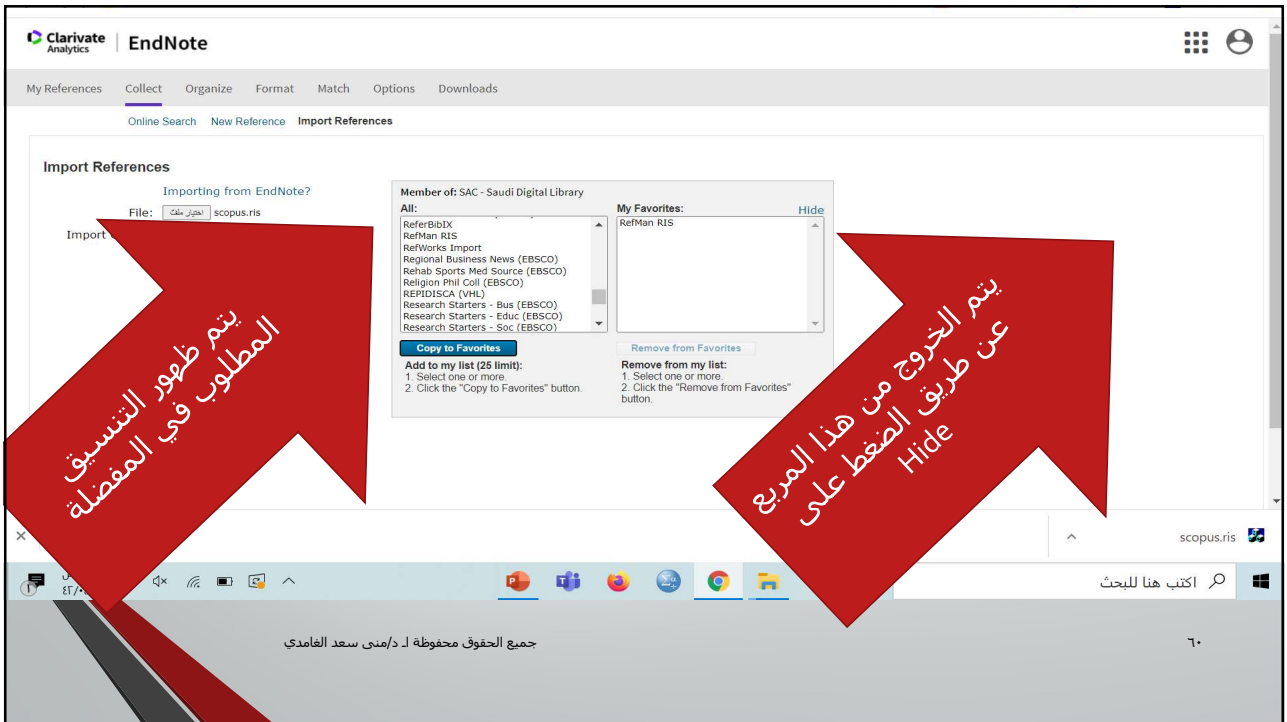 Clarivate
Analytics
EndNote
My References Collect Organize Format Match Options Downloads
Online Search New Reference Import References
Import References
Importing from EndNote?
File: اختيار ملف scopus.ris
Import
Member of: SAC - Saudi Digital Library
All:
ReferBibIX
RefMan RIS
RefWorks Import
Regional Business News (EBSCO)
Rehab Sports Med Source (EBSCO)
Religion Phil Coll (EBSCO)
REPIDISCA (VHL)
Research Starters - Bus (EBSCO)
Research Starters - Educ (EBSCO)
Research Starters - Soc (EBSCO)
Copy to Favorites
Add to my list (25 limit):
1. Select one or more.
2. Click the "Copy to Favorites" button.
My Favorites: Hide
RefMan RIS
Remove from Favorites
Remove from my list:
1. Select one or more.
2. Click the "Remove from Favorites"
button.
يتم ظهور التنسيق
المطلوب في المفضلة
يتم الخروج من هذا المربع
عن طريق الضغط على
Hide
scopus.ris
اكتب هنا للبحث
جميع الحقوق محفوظة لـ د/منى سعد الغامدي
٦٠